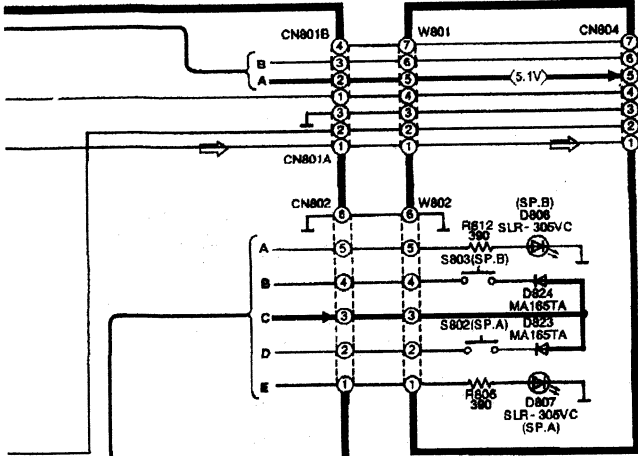 CN801B
W801
CN804
4
7
7
B
3
6
6
A
2
5
(5.1V)
5
1
4
4
3
3
3
2
2
2
1
1
1
CN801A
CN802
W802
(SP.B)
D806
SLR-305VC
6
6
R612
390
A
5
5
S803(SP.B)
B
4
4
D824
MA165TA
C
3
3
S802(SP.A)
D823
MA165TA
D
2
2
E
1
1
R805
390
D807
SLR-305VC
(SP.A)